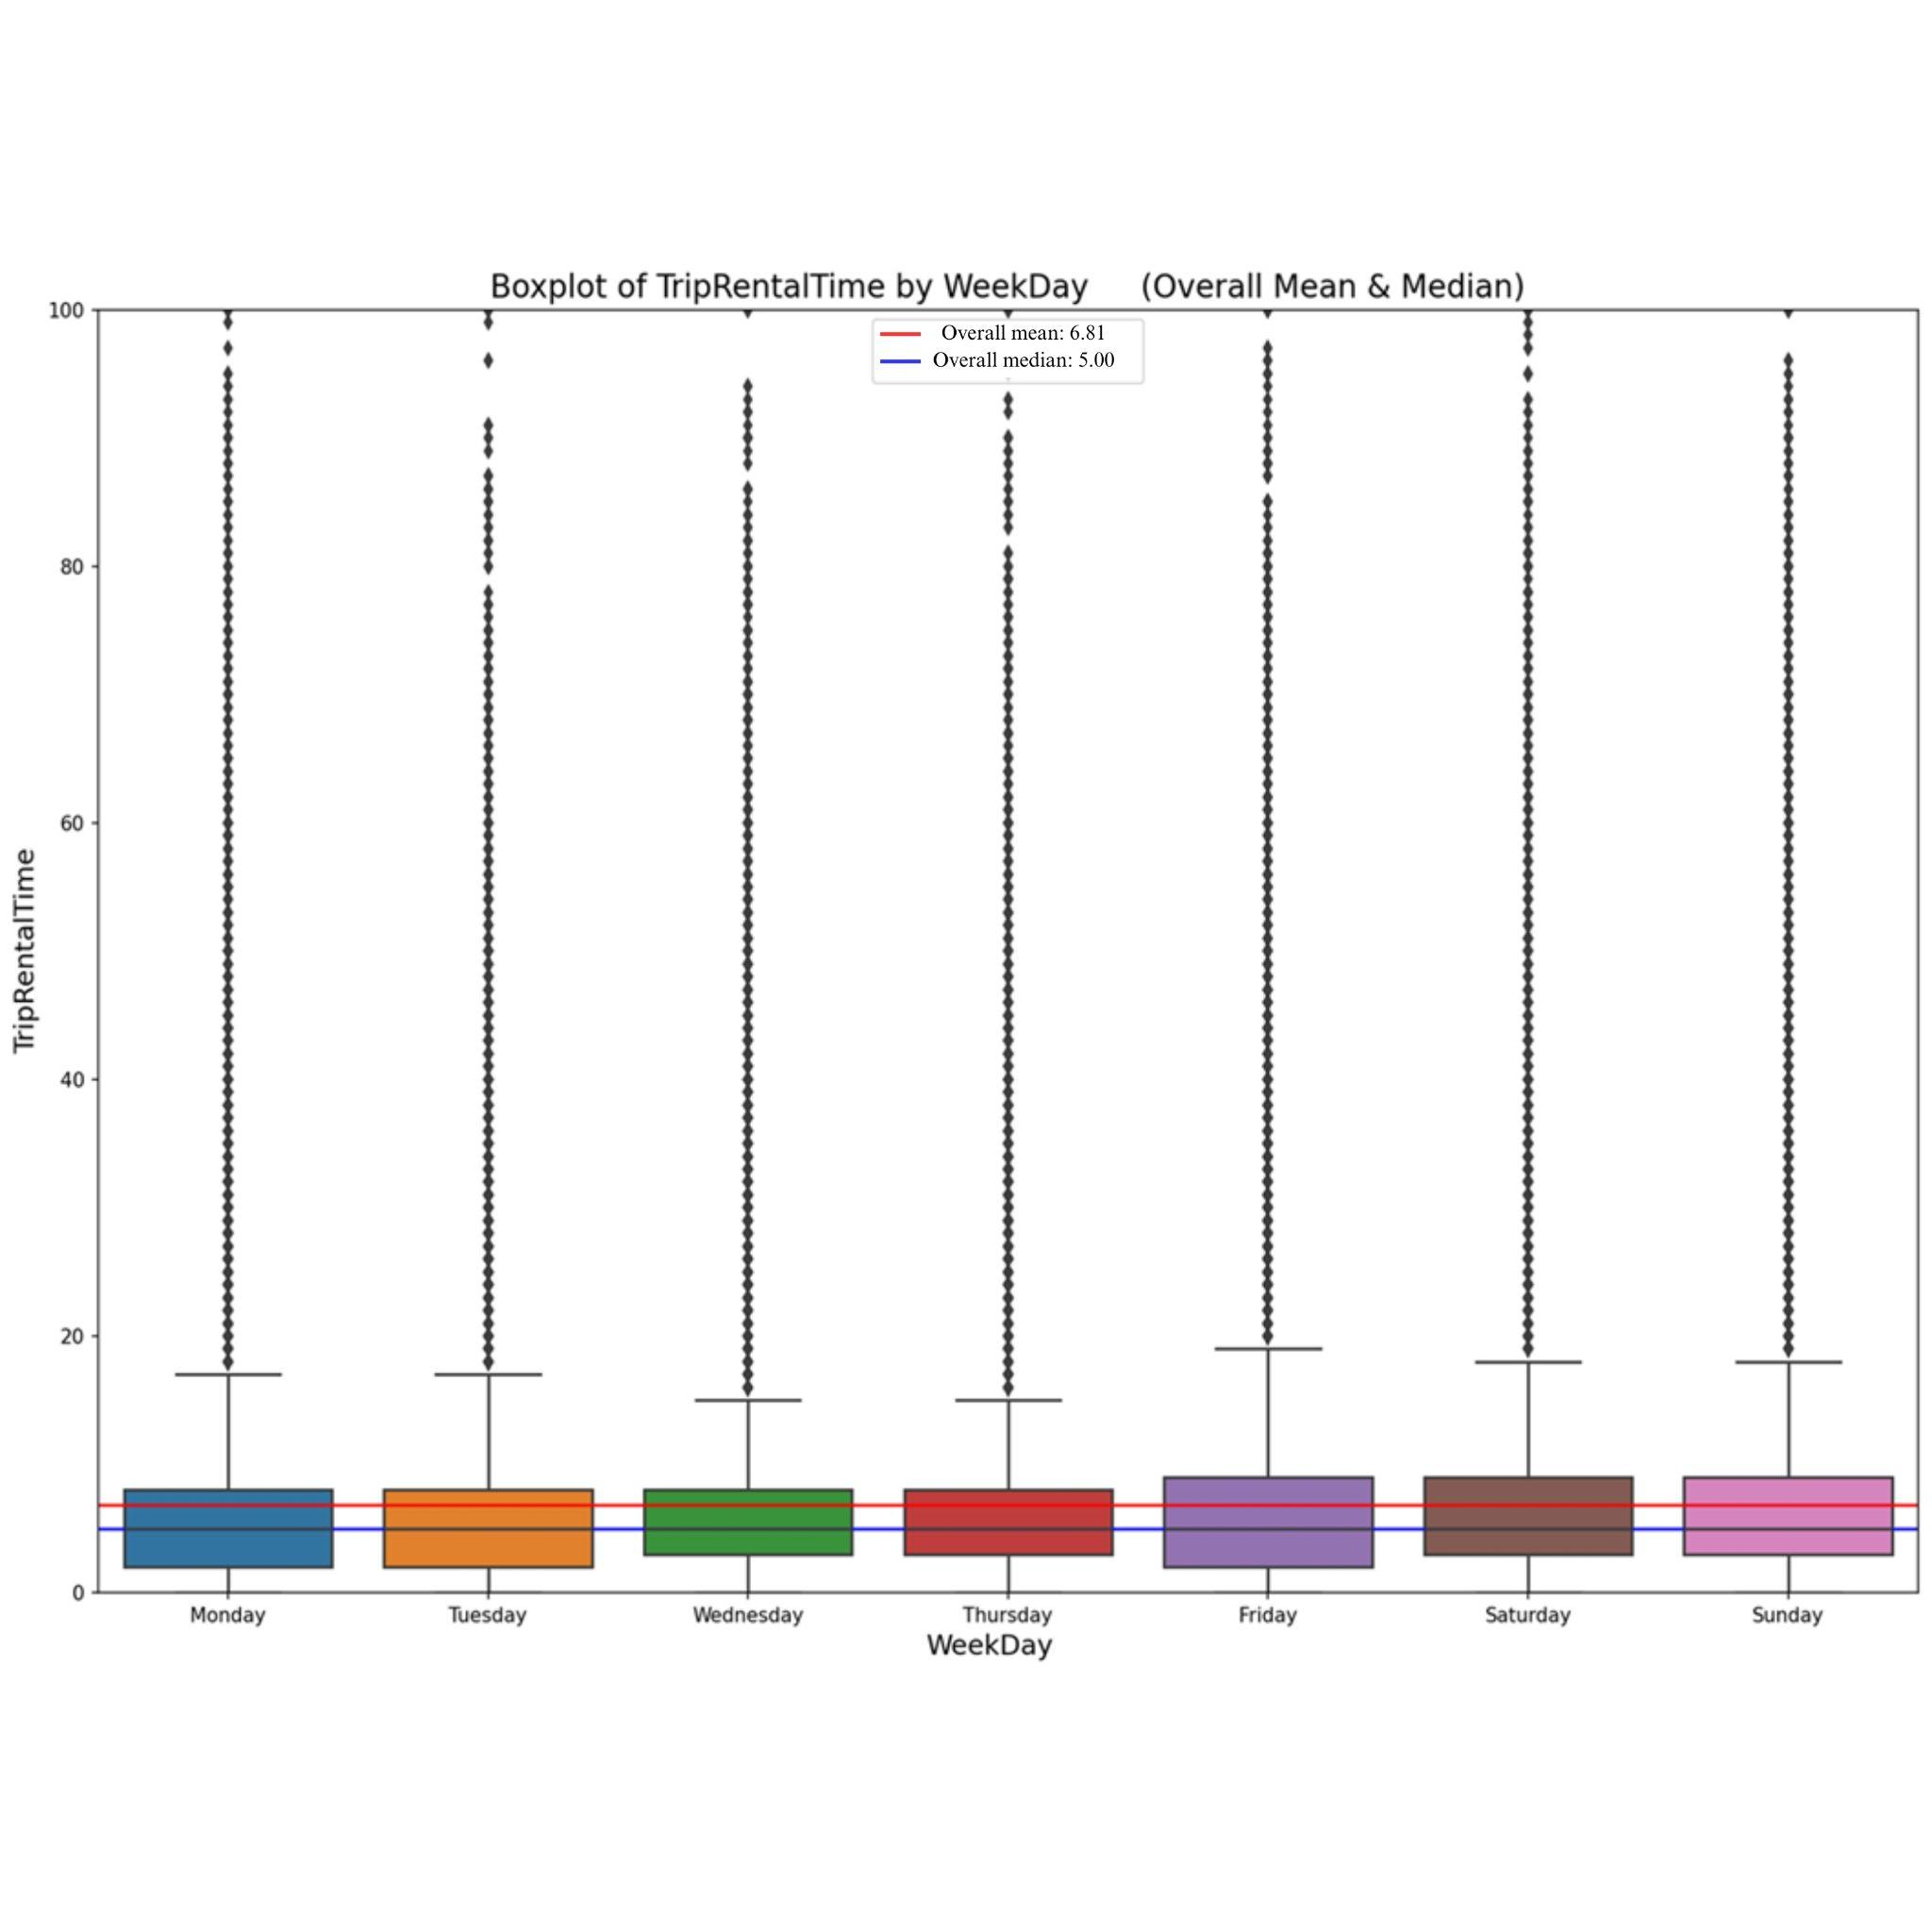 Boxplot of TripRentalTime by WeekDay (Overall Mean & Median)
Overall mean: 6.81
Overall median: 5.00
100
80
60
40
20
0
TripRentalTime
Monday Tuesday Wednesday Thursday Friday Saturday Sunday
WeekDay